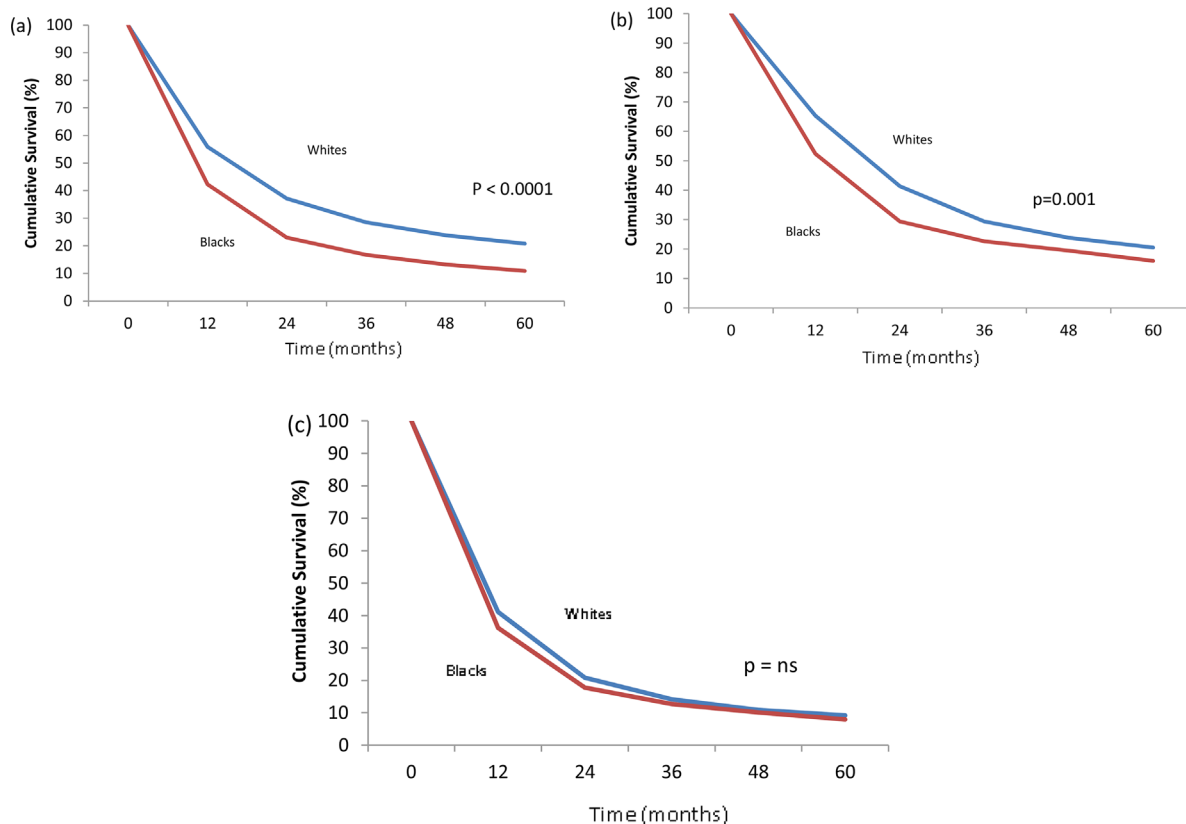 (a)
Cumulative Survival (%)
100
90
80
70
60
50
40
30
20
10
0
Whites
P < 0.0001
Blacks
0 12 24 36 48 60
Time (months)
(b)
Cumulative Survival (%)
100
90
80
70
60
50
40
30
20
10
0
Whites
p=0.001
Blacks
0 12 24 36 48 60
Time (months)
(c)
Cumulative Survival (%)
100
90
80
70
60
50
40
30
20
10
0
Whites
p = ns
Blacks
0 12 24 36 48 60
Time (months)